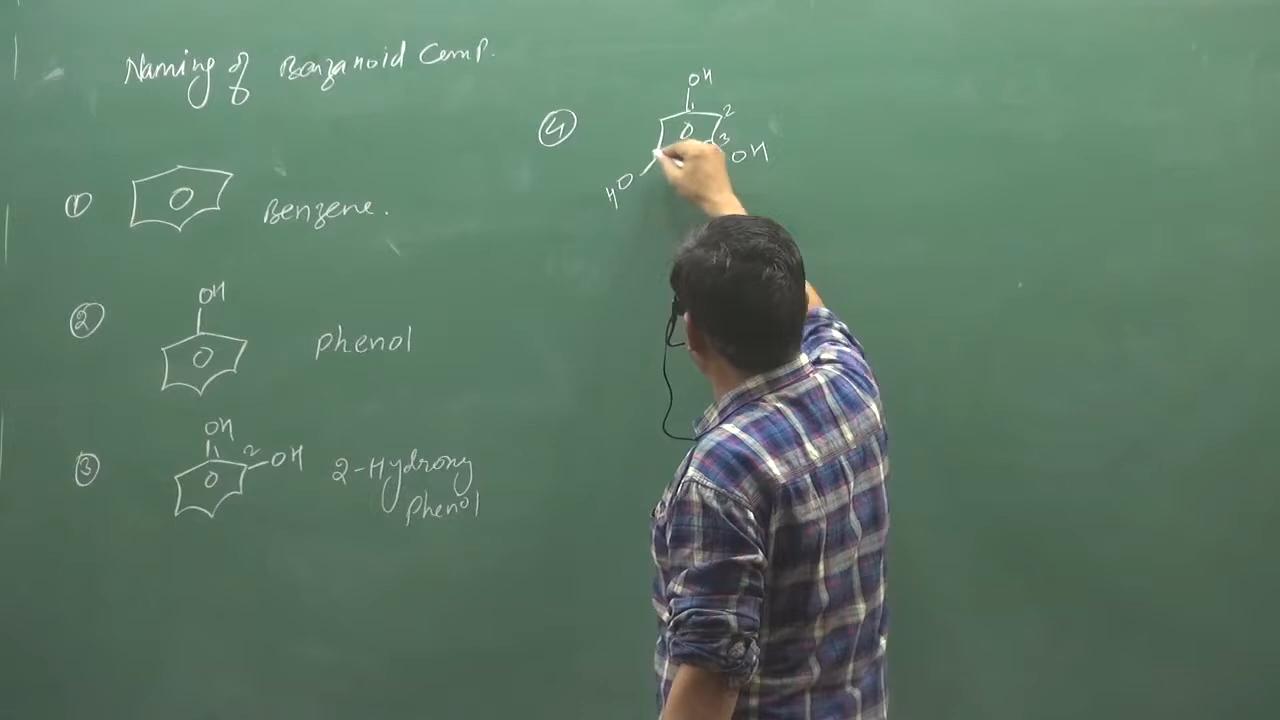 Naming of Benzanoid Comp.
① Benzene.
②
OH
phenol
③
OH
1 2 OH
2-Hydroxy
phenol
④
OH
1 2
3
OH
HO